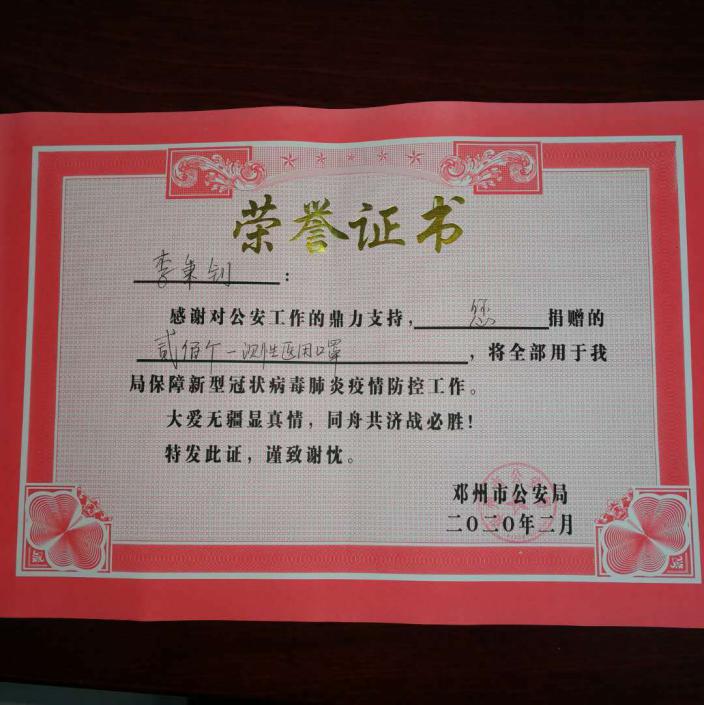 荣誉证书
李秉钊:
感谢对公安工作的鼎力支持,您捐赠的
贰佰个一次性医用口罩,将全部用于我
局保障新型冠状病毒肺炎疫情防控工作。
大爱无疆显真情,同舟共济战必胜!
特发此证,谨致谢忱。
邓州市公安局
二〇二〇年二月